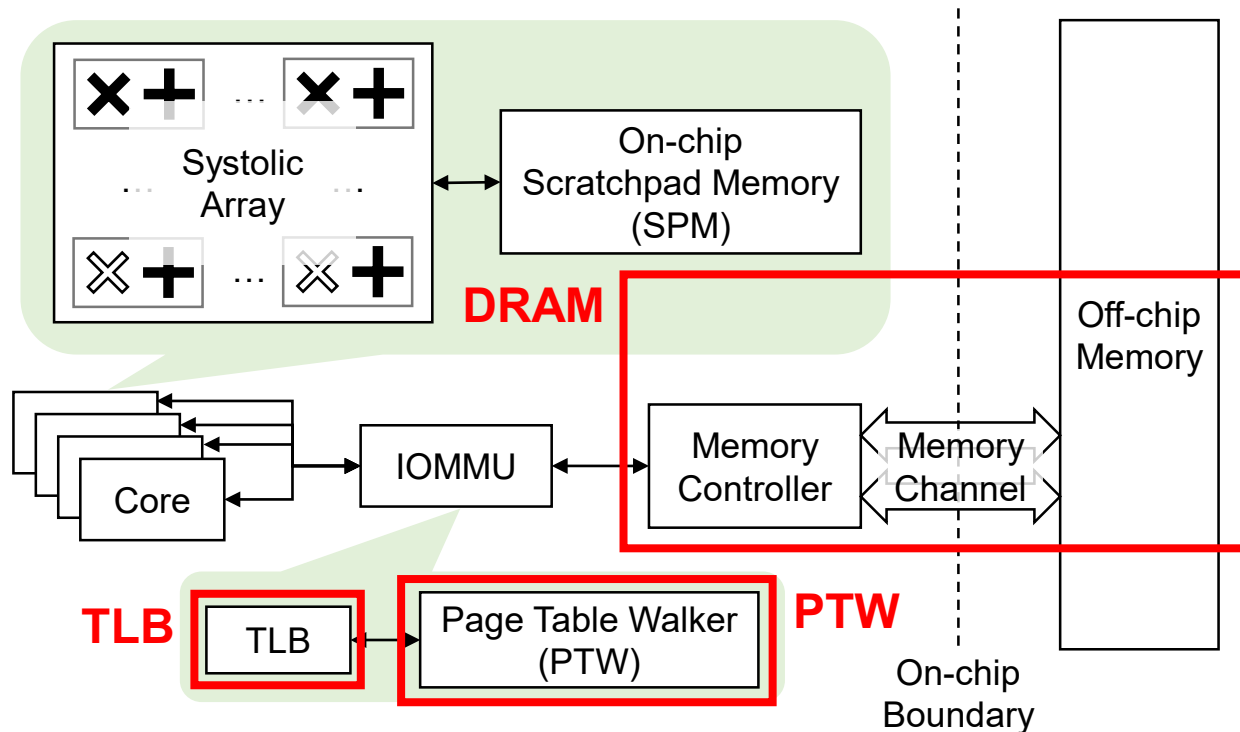 ...
...
Systolic
Array
...
...
...
...
On-chip
Scratchpad Memory
(SPM)
DRAM
Off-chip
Memory
Core
IOMMU
Memory
Controller
Memory
Channel
TLB
TLB
Page Table Walker
(PTW)
PTW
On-chip
Boundary